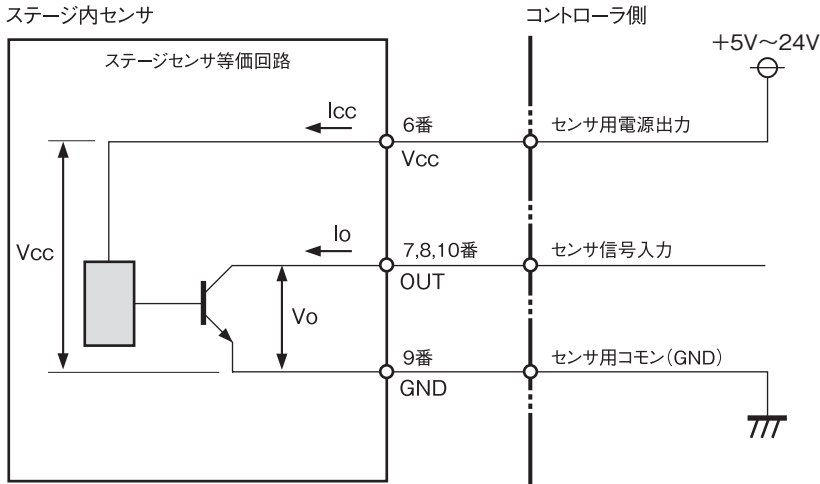 ステージ内センサ
コントローラ側
+5V~24V
ステージセンサ等価回路
Icc
6番
センサ用電源出力
Vcc
Vcc
Io
7,8,10番
センサ信号入力
OUT
Vo
9番
センサ用コモン(GND)
GND